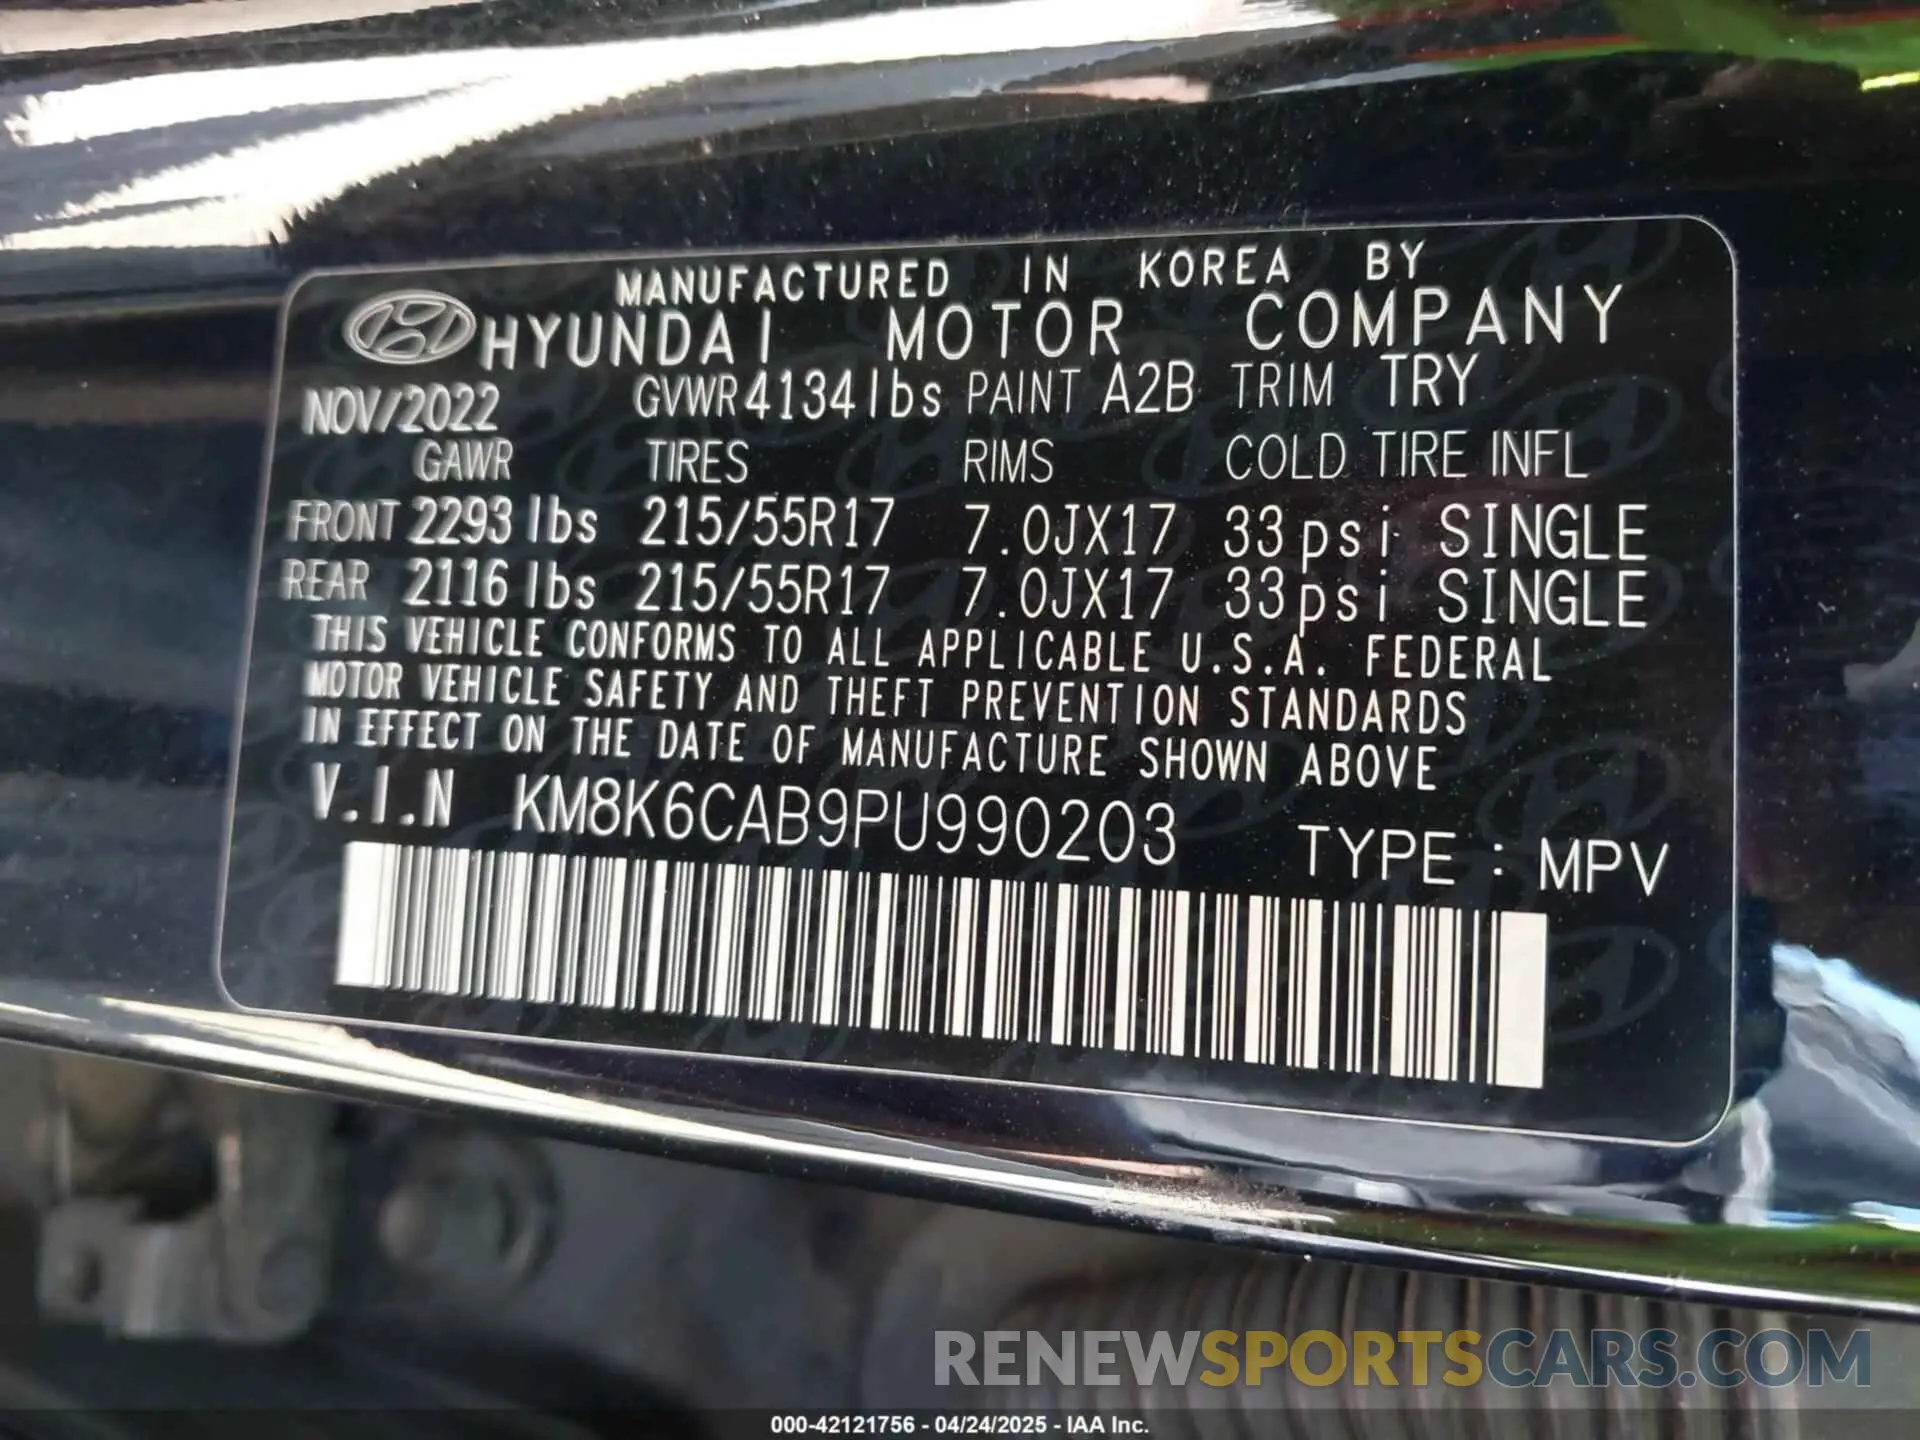 MANUFACTURED IN KOREA BY
HYUNDAI MOTOR COMPANY
NOV/2022 GVWR 4134lbs PAINT A2B TRIM TRY
GAWR TIRES RIMS COLD TIRE INFL
FRONT 2293 lbs 215/55R17 7.0JX17 33psi SINGLE
REAR 2116 lbs 215/55R17 7.0JX17 33psi SINGLE
THIS VEHICLE CONFORMS TO ALL APPLICABLE U.S.A. FEDERAL
MOTOR VEHICLE SAFETY AND THEFT PREVENTION STANDARDS
IN EFFECT ON THE DATE OF MANUFACTURE SHOWN ABOVE
V.I.N KM8K6CAB9PU990203 TYPE : MPV
RENEWSPORTSCARS.COM
000-42121756 - 04/24/2025 - IAA Inc.